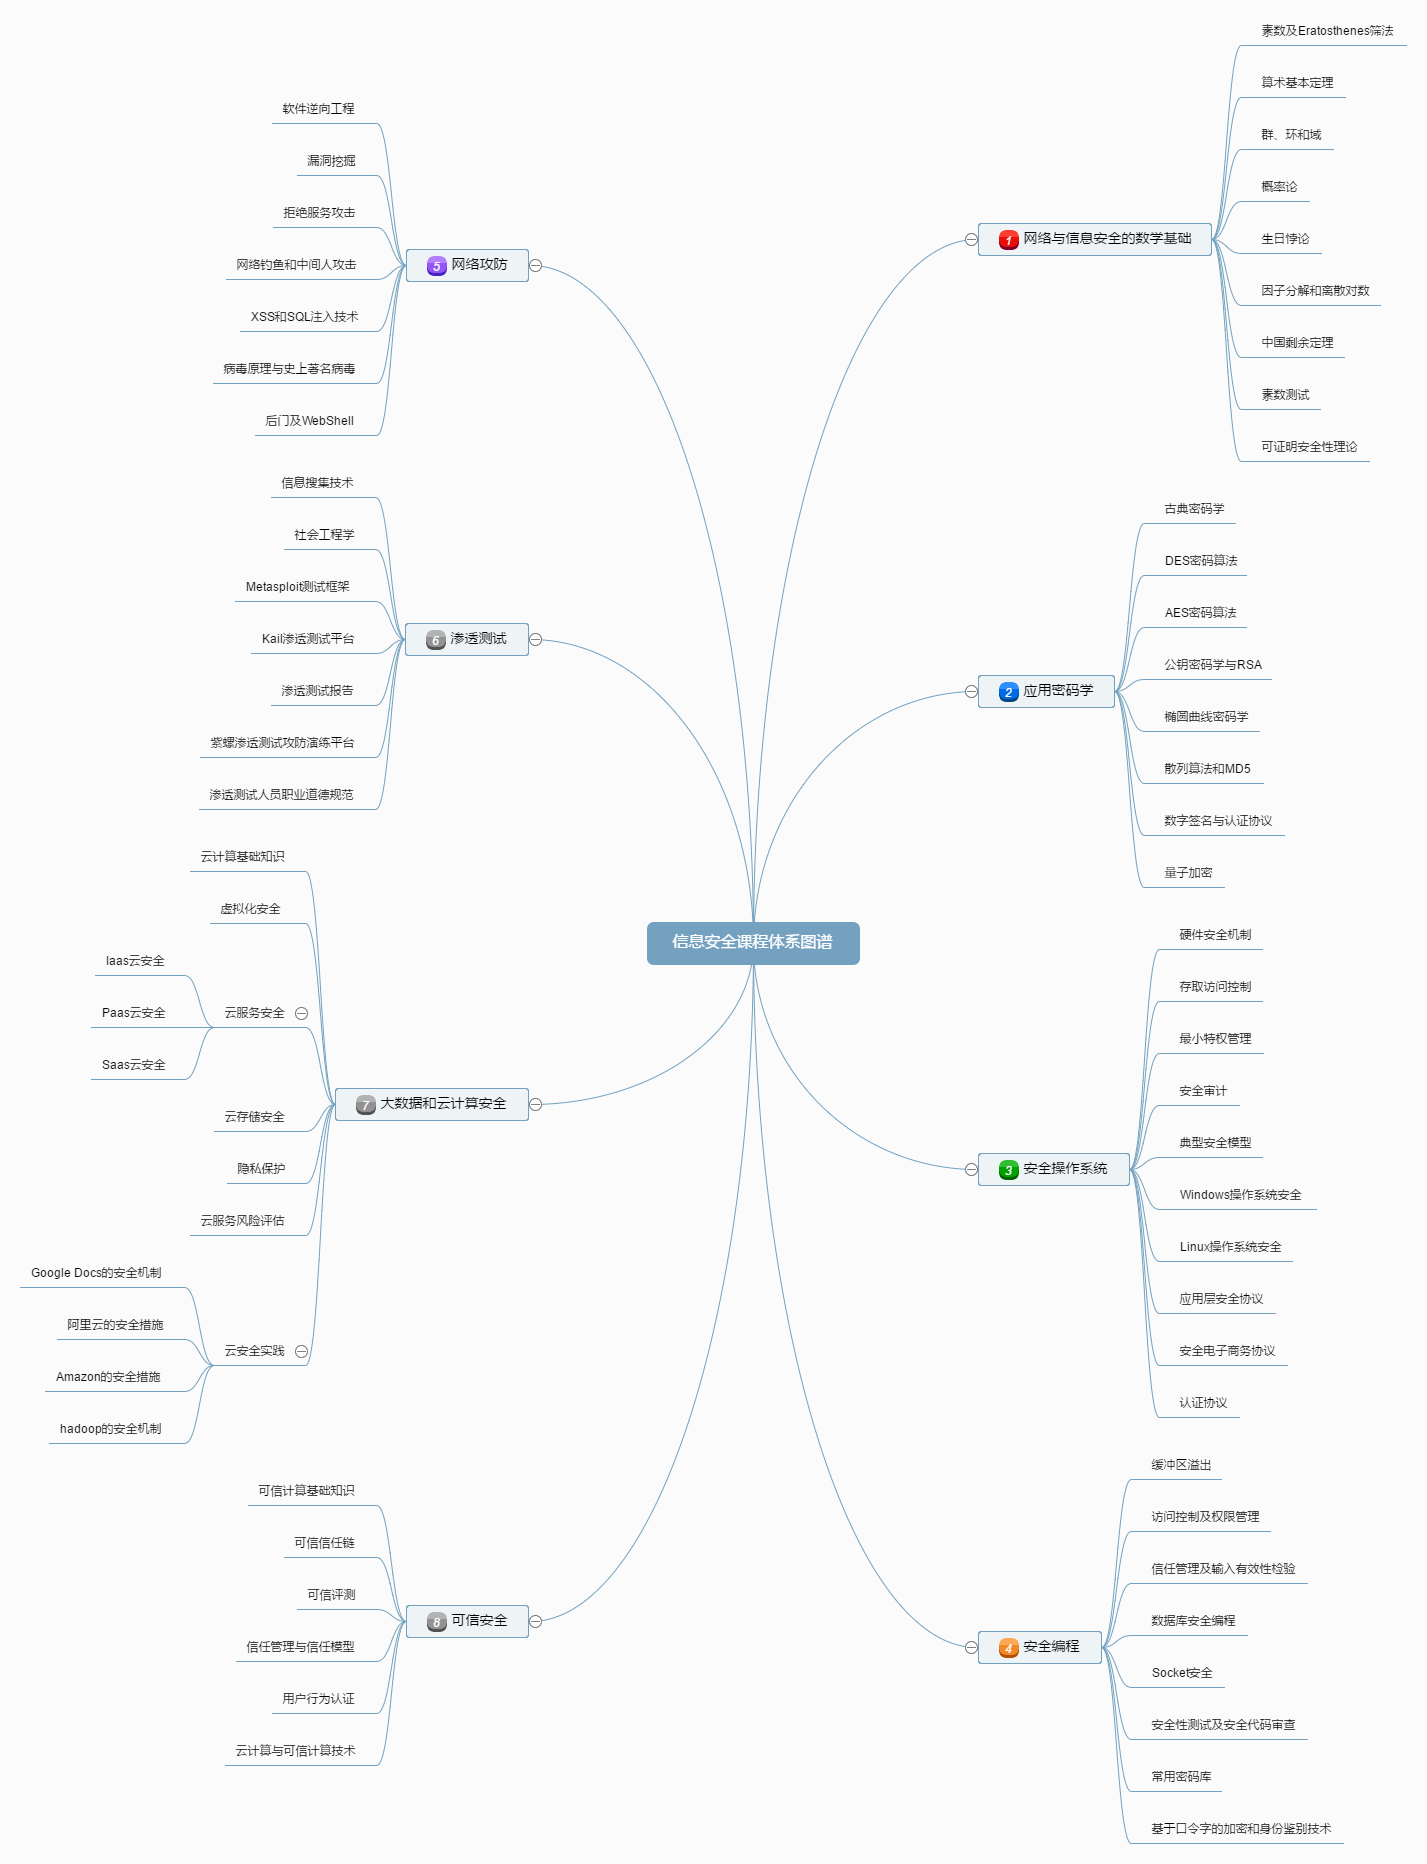 信息安全课程体系图谱
1 网络与信息安全的数学基础
素数及Eratosthenes筛法
算术基本定理
群、环和域
概率论
生日悖论
因子分解和离散对数
中国剩余定理
素数测试
可证明安全性理论
2 应用密码学
古典密码学
DES密码算法
AES密码算法
公钥密码学与RSA
椭圆曲线密码学
散列算法和MD5
数字签名与认证协议
量子加密
3 安全操作系统
硬件安全机制
存取访问控制
最小特权管理
安全审计
典型安全模型
Windows操作系统安全
Linux操作系统安全
应用层安全协议
安全电子商务协议
认证协议
4 安全编程
缓冲区溢出
访问控制及权限管理
信任管理及输入有效性检验
数据库安全编程
Socket安全
安全性测试及安全代码审查
常用密码库
基于口令字的加密和身份鉴别技术
5 网络攻防
软件逆向工程
漏洞挖掘
拒绝服务攻击
网络钓鱼和中间人攻击
XSS和SQL注入技术
病毒原理与史上著名病毒
后门及WebShell
6 渗透测试
信息搜集技术
社会工程学
Metasploit测试框架
Kail渗透测试平台
渗透测试报告
紫螺渗透测试攻防演练平台
渗透测试人员职业道德规范
7 大数据和云计算安全
云计算基础知识
虚拟化安全
云服务安全
Iaas云安全
Paas云安全
Saas云安全
云存储安全
隐私保护
云服务风险评估
云安全实践
Google Docs的安全机制
阿里云的安全措施
Amazon的安全措施
hadoop的安全机制
8 可信安全
可信计算基础知识
可信信任链
可信评测
信任管理与信任模型
用户行为认证
云计算与可信计算技术